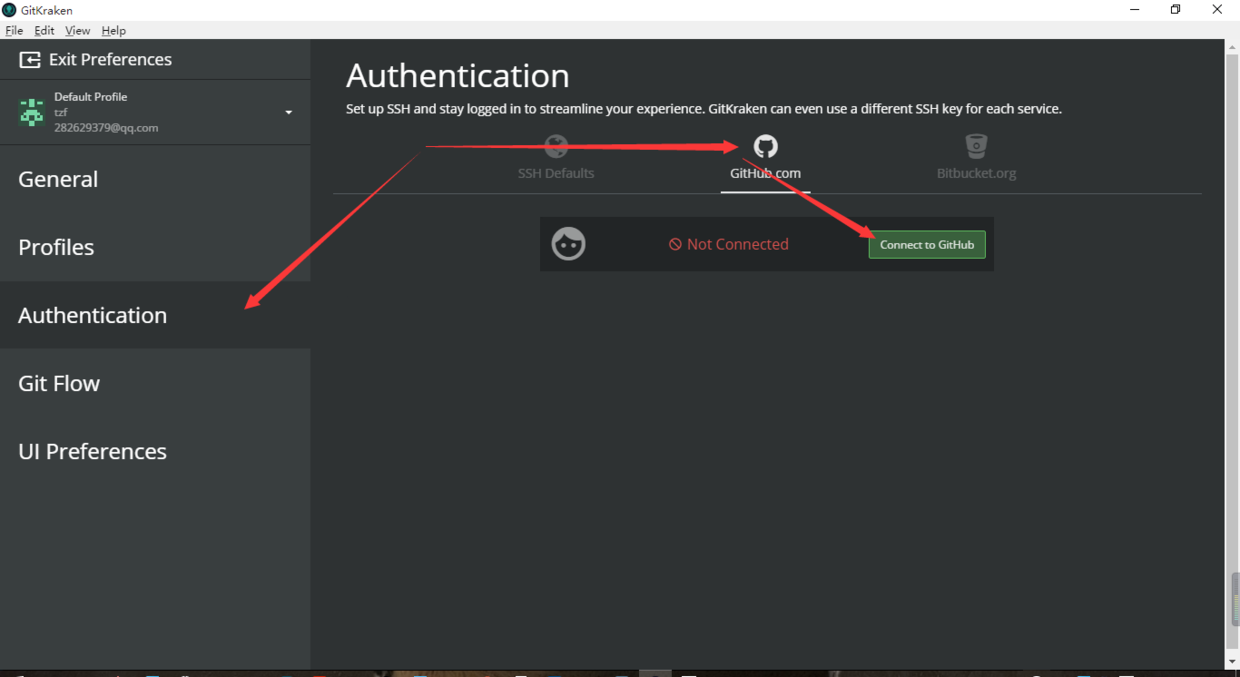 GitKraken
File Edit View Help
Exit Preferences
Default Profile
tzf
282629379@qq.com
General
Profiles
Authentication
Git Flow
UI Preferences
Authentication
Set up SSH and stay logged in to streamline your experience. GitKraken can even use a different SSH key for each service.
SSH Defaults
GitHub.com
Bitbucket.org
Not Connected
Connect to GitHub